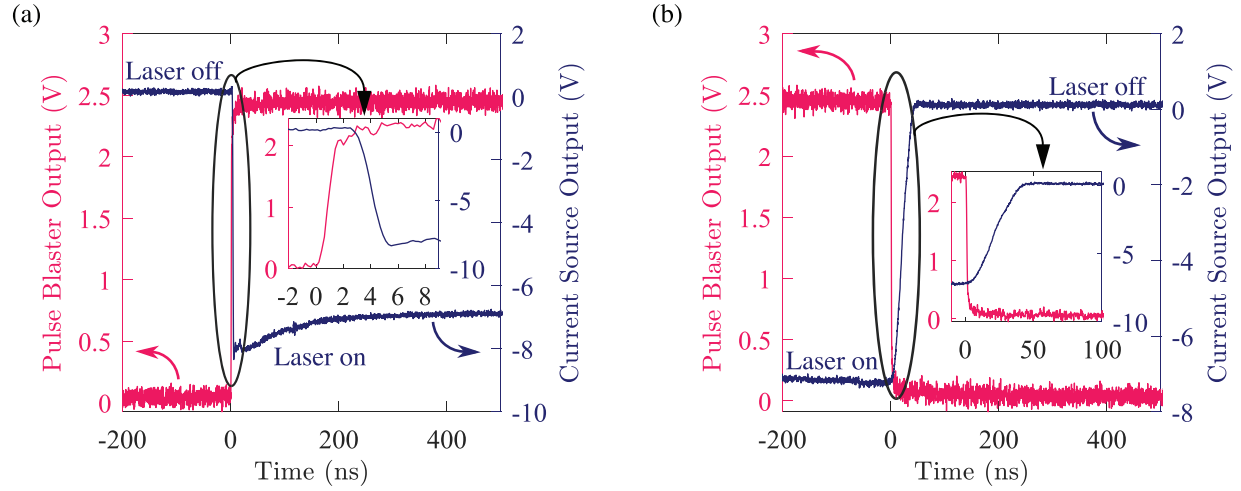 (a)
Pulse Blaster Output (V)
3
2.5
2
1.5
1
0.5
0
Laser off
Laser on
2
0
-2
-4
-6
-8
-10
Current Source Output (V)
2
1
0
0
-5
-10
-2 0 2 4 6 8
-200 0 200 400
Time (ns)
(b)
Pulse Blaster Output (V)
3
2.5
2
1.5
1
0.5
0
Laser off
Laser on
2
0
-2
-4
-6
-8
Current Source Output (V)
2
1
0
0
-5
-10
0 50 100
-200 0 200 400
Time (ns)